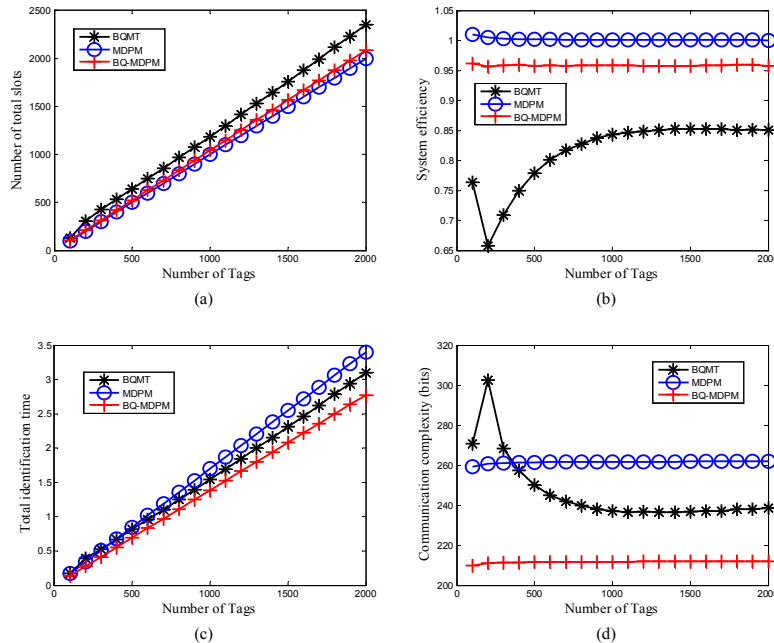 2500
2000
1500
1000
500
0
0 500 1000 1500 2000
Number of total slots
Number of Tags
BQMT
MDPM
BQ-MDPM
(a)
1.05
1
0.95
0.9
0.85
0.8
0.75
0.7
0.65
0 500 1000 1500 2000
System efficiency
Number of Tags
BQMT
MDPM
BQ-MDPM
(b)
3.5
3
2.5
2
1.5
1
0.5
0
0 500 1000 1500 2000
Total identification time
Number of Tags
BQMT
MDPM
BQ-MDPM
(c)
320
300
280
260
240
220
200
0 500 1000 1500 2000
Communication complexity (bits)
Number of Tags
BQMT
MDPM
BQ-MDPM
(d)